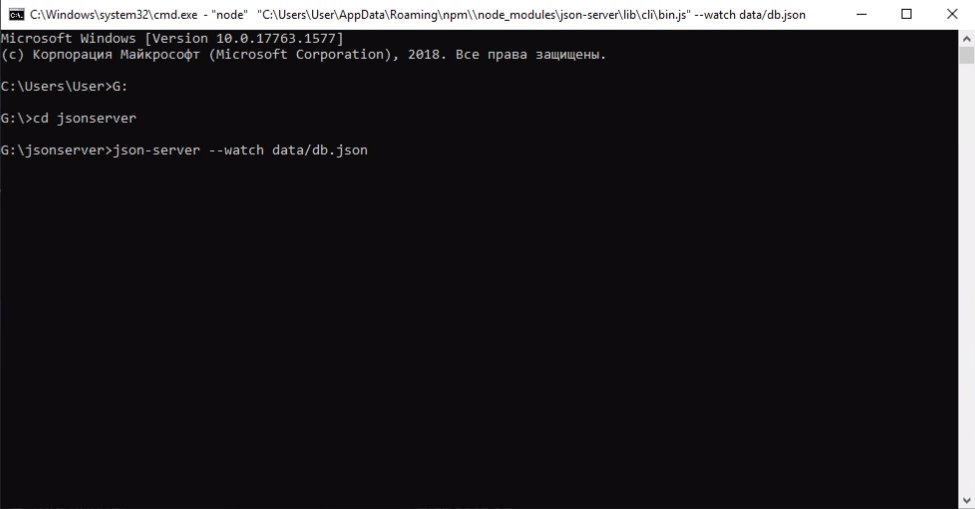 C:\Windows\system32\cmd.exe - "node" "C:\Users\User\AppData\Roaming\npm\\node_modules\json-server\lib\cli\bin.js" --watch data/db.json
Microsoft Windows [Version 10.0.17763.1577]
(c) Корпорация Майкрософт (Microsoft Corporation), 2018. Все права защищены.
C:\Users\User>G:
G:\>cd jsonserver
G:\jsonserver>json-server --watch data/db.json